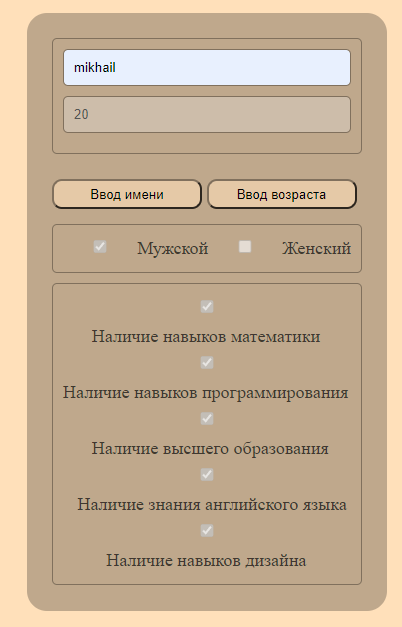 mikhail
20
Ввод имени Ввод возраста
Мужской Женский
Наличие навыков математики
Наличие навыков программирования
Наличие высшего образования
Наличие знания английского языка
Наличие навыков дизайна